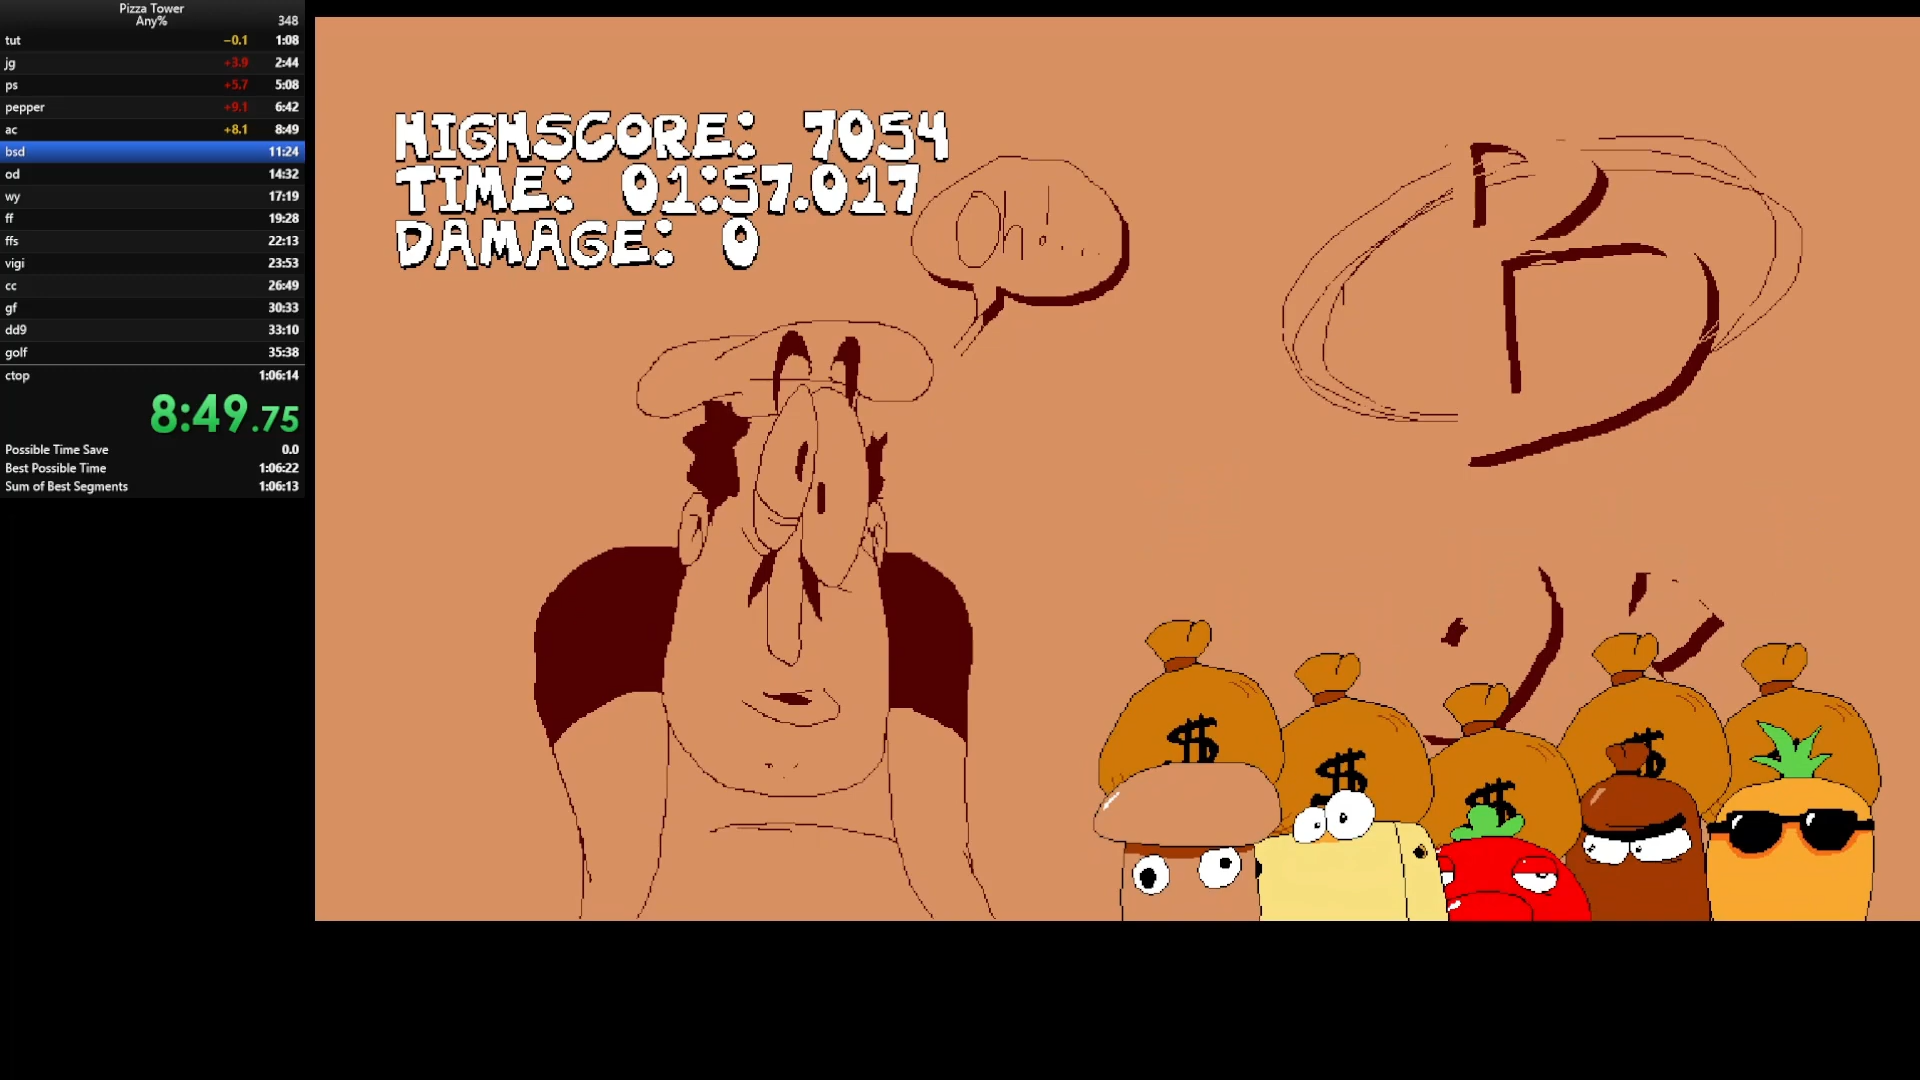 Pizza Tower
Any% 348
tut −0.1 1:08
jg +3.9 2:44
ps +5.7 5:08
pepper +9.1 6:42
ac +8.1 8:49
bsd 11:24
od 14:32
wy 17:19
ff 19:28
ffs 22:13
vigi 23:53
cc 26:49
gf 30:33
dd9 33:10
golf 35:38
ctop 1:06:14
8:49.75
Possible Time Save 0.0
Best Possible Time 1:06:22
Sum of Best Segments 1:06:13
HIGHSCORE: 7054
TIME: 01:57.017
DAMAGE: 0
Oh!...
$ $ $ $